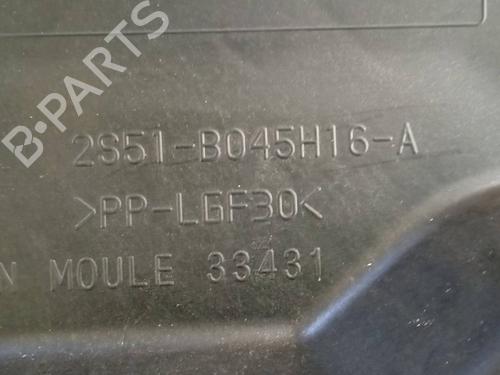 B-PARTS
2S51-B045H16-A
>PP-LGF30<
N MOULE 33431